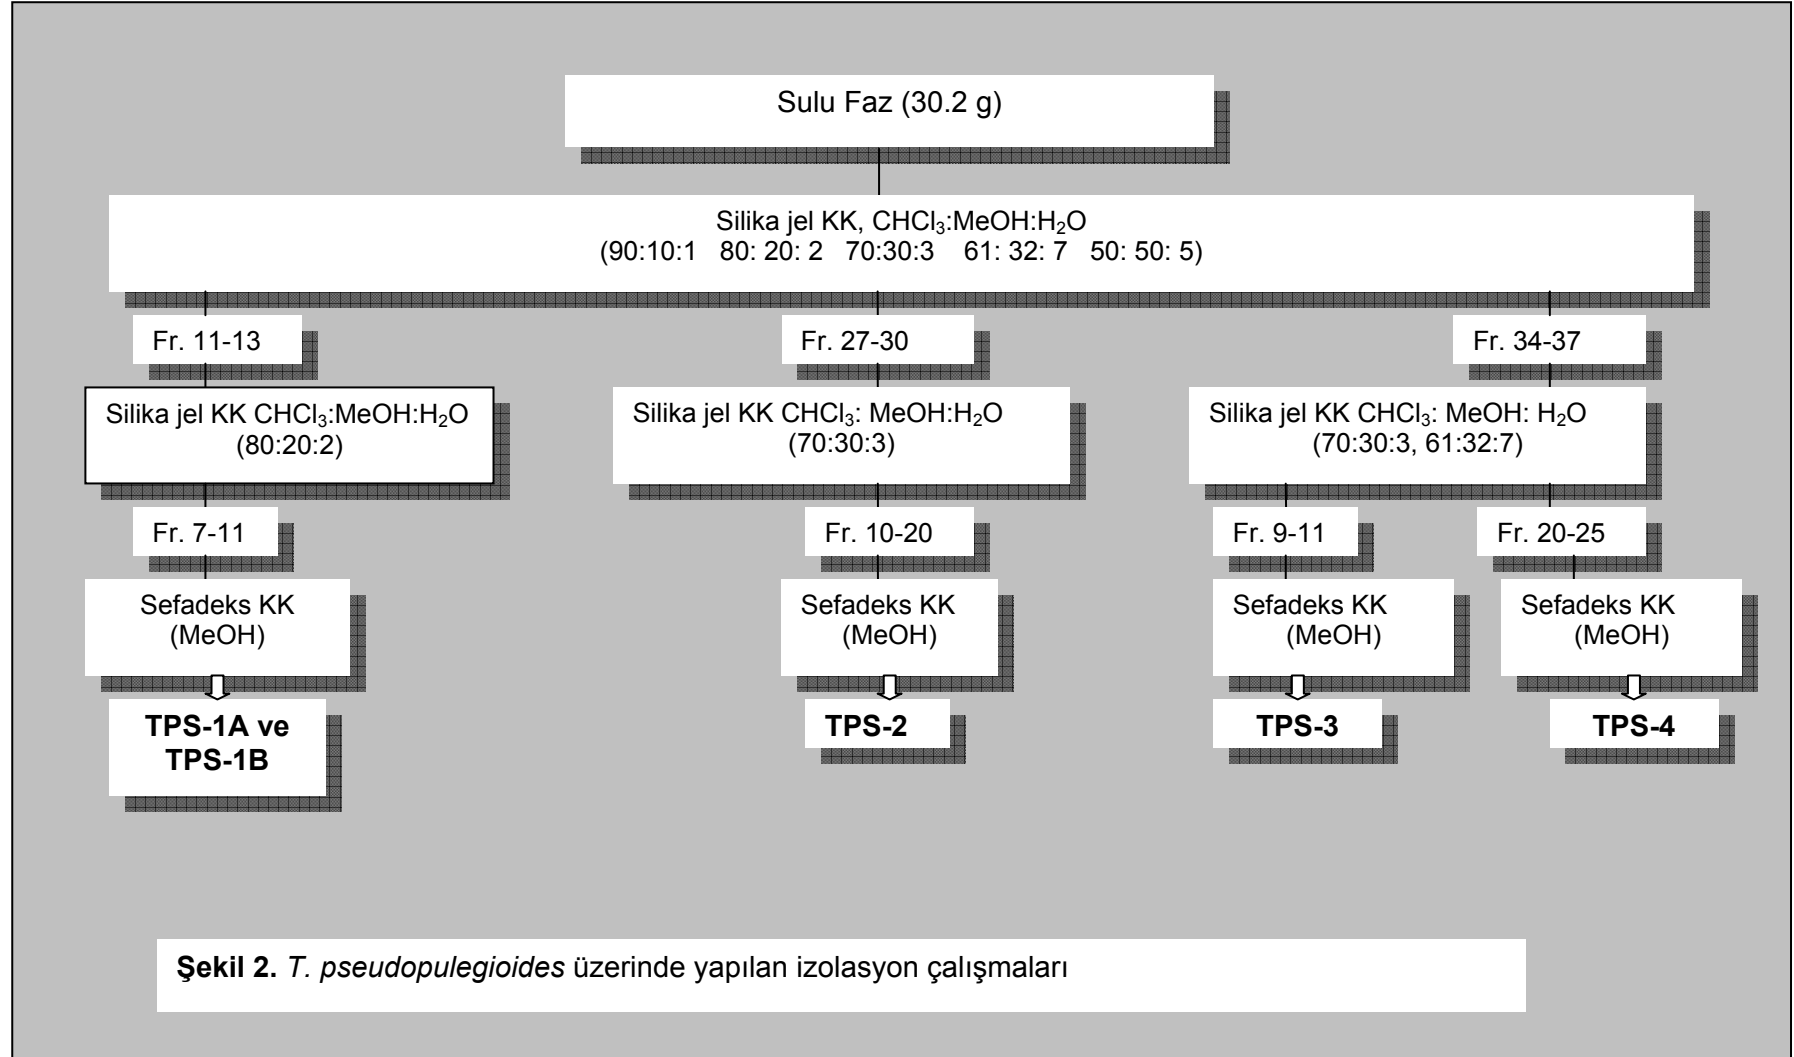 Sulu Faz (30.2 g)
Silika jel KK, CHCl₃:MeOH:H₂O
(90:10:1 80: 20: 2 70:30:3 61: 32: 7 50: 50: 5)
Fr. 11-13
Fr. 27-30
Fr. 34-37
Silika jel KK CHCl₃:MeOH:H₂O
(80:20:2)
Silika jel KK CHCl₃: MeOH:H₂O
(70:30:3)
Silika jel KK CHCl₃: MeOH: H₂O
(70:30:3, 61:32:7)
Fr. 7-11
Fr. 10-20
Fr. 9-11
Fr. 20-25
Sefadeks KK
(MeOH)
Sefadeks KK
(MeOH)
Sefadeks KK
(MeOH)
Sefadeks KK
(MeOH)
TPS-1A ve
TPS-1B
TPS-2
TPS-3
TPS-4
Şekil 2. T. pseudopulegioides üzerinde yapılan izolasyon çalışmaları